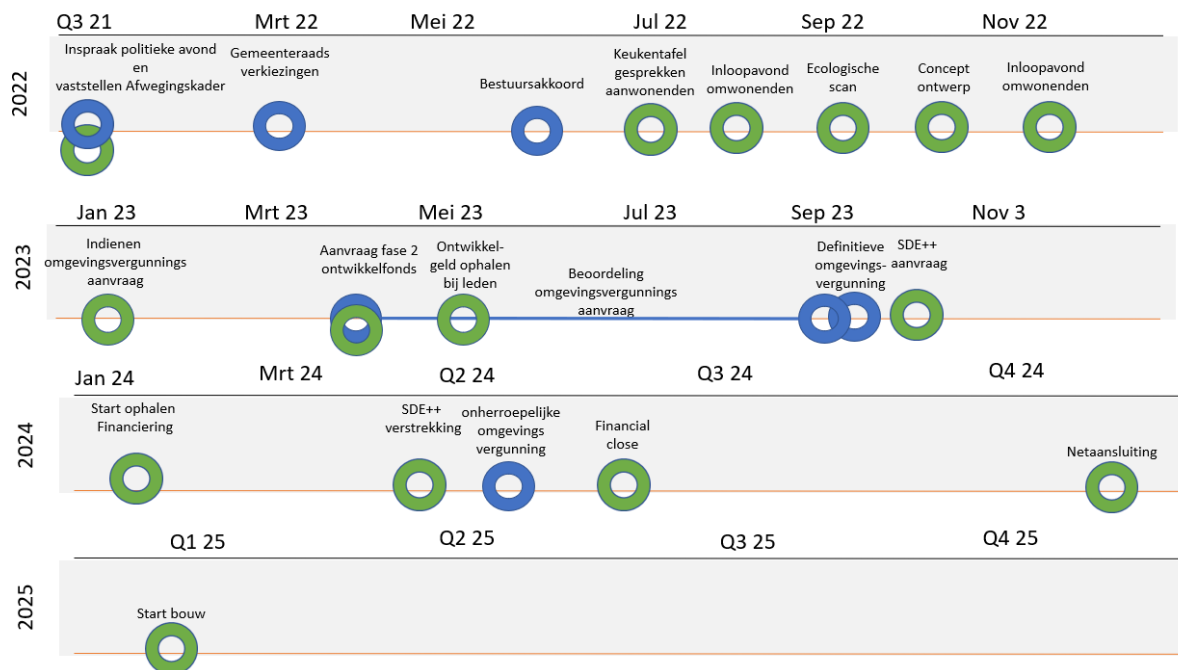 Q3 21 Mrt 22 Mei 22 Jul 22 Sep 22 Nov 22
2022
Inspraak politieke avond
en
vaststellen Afwegingskader
Gemeenteraads
verkiezingen
Bestuursakkoord
Keukentafel
gesprekken
aanwonenden
Inloopavond
omwonenden
Ecologische
scan
Concept
ontwerp
Inloopavond
omwonenden
Jan 23 Mrt 23 Mei 23 Jul 23 Sep 23 Nov 3
2023
Indienen
omgevingsvergunnings
aanvraag
Aanvraag fase 2
ontwikkelfonds
Ontwikkel-
geld ophalen
bij leden
Beoordeling
omgevingsvergunnings
aanvraag
Definitieve
omgevings-
vergunning
SDE++
aanvraag
Jan 24 Mrt 24 Q2 24 Q3 24 Q4 24
2024
Start ophalen
Financiering
SDE++
verstrekking
onherroepelijke
omgevings
vergunning
Financial
close
Netaansluiting
Q1 25 Q2 25 Q3 25 Q4 25
2025
Start bouw